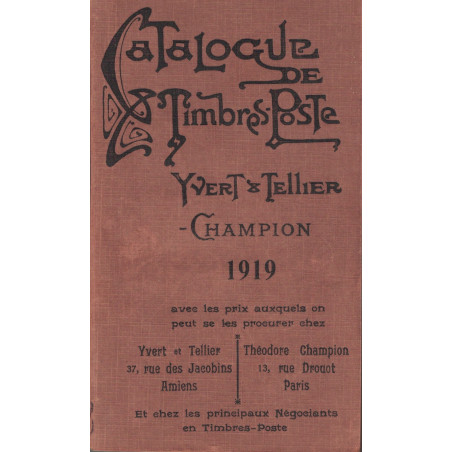 Catalogue
de
Timbres-Poste
Yvert & Tellier
-Champion
1919
avec les prix auxquels on
peut se les procurer chez
Yvert et Tellier
37, rue des Jacobins
Amiens
Théodore Champion
13, rue Drouot
Paris
Et chez les principaux Négociants
en Timbres-Poste